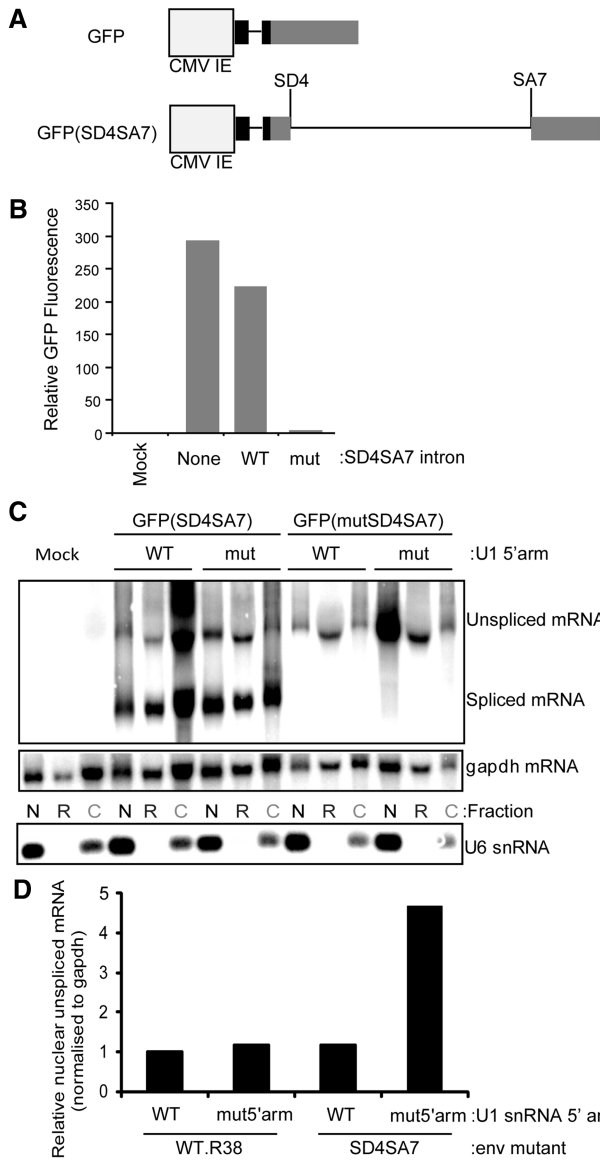 A
GFP
CMV IE
SD4 SA7
GFP(SD4SA7)
CMV IE
B
Relative GFP Fluorescence
350
300
250
200
150
100
50
0
Mock None WT mut :SD4SA7 intron
C
GFP(SD4SA7) GFP(mutSD4SA7)
Mock WT mut WT mut :U1 5'arm
Unspliced mRNA
Spliced mRNA
gapdh mRNA
N R C N R C N R C N R C N R C :Fraction
U6 snRNA
D
Relative nuclear unspliced mRNA
(normalised to gapdh)
5
4
3
2
1
0
WT mut5'arm WT mut5'arm :U1 snRNA 5' ar
WT.R38 SD4SA7 :env mutant